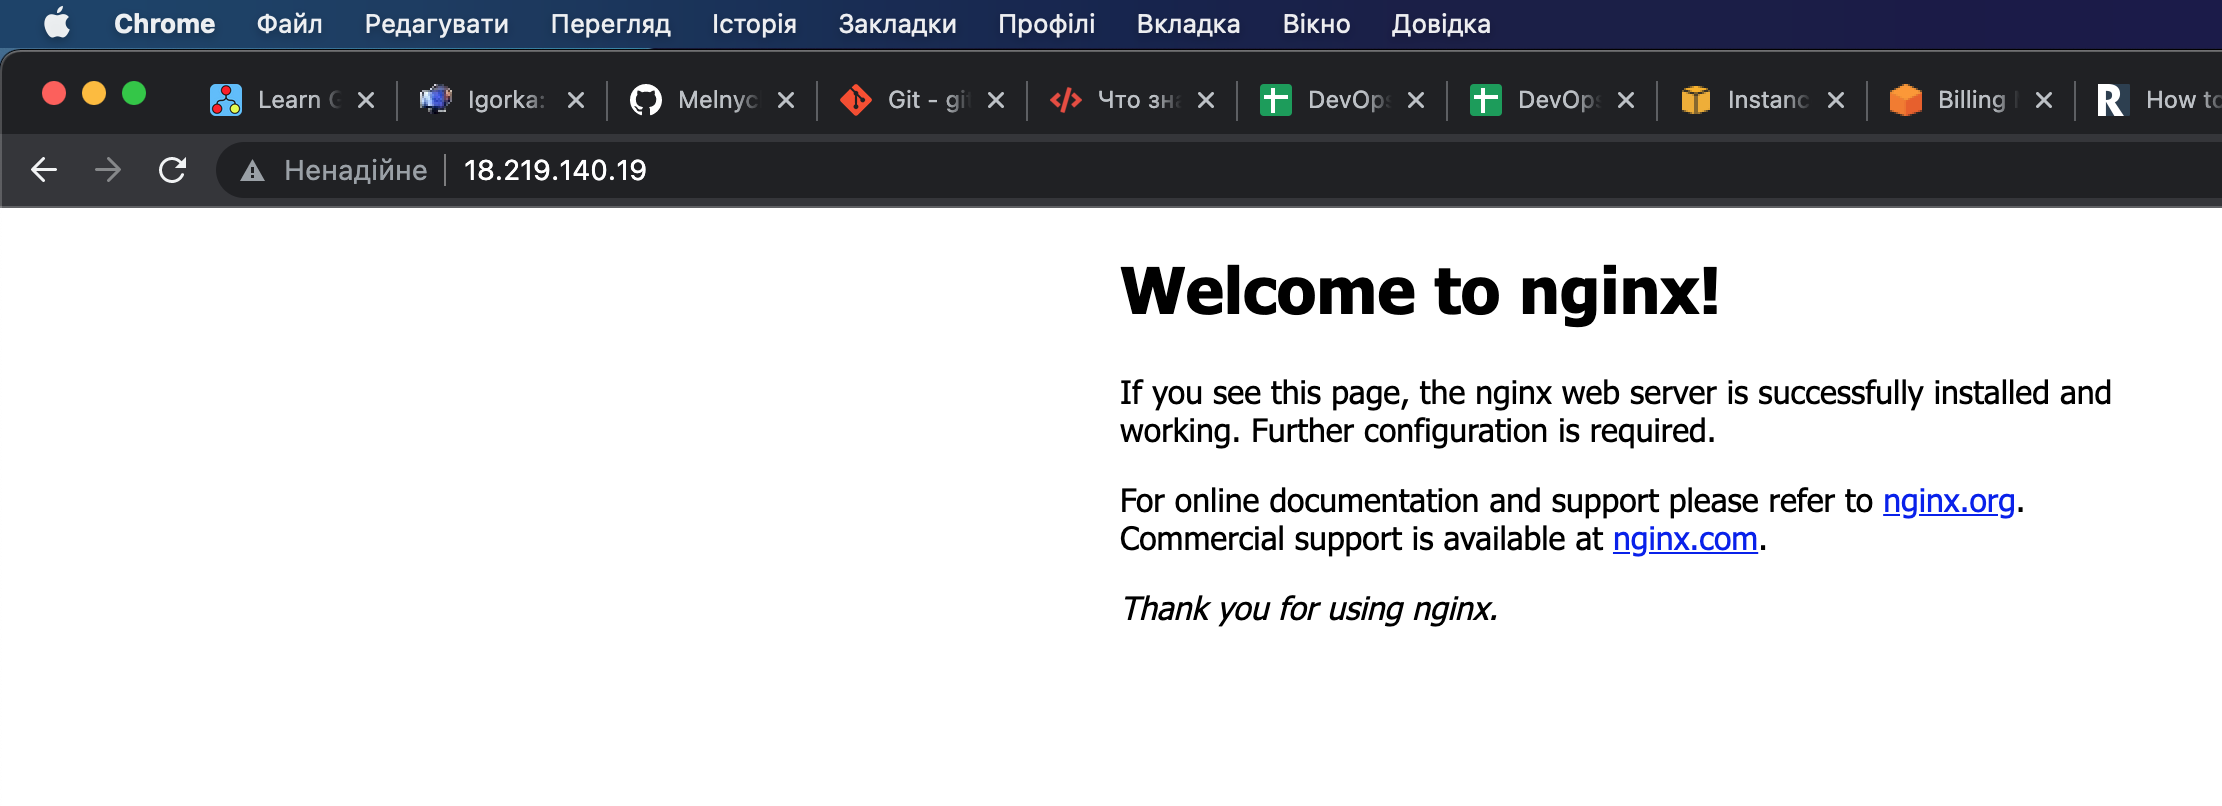 Chrome Файл Редагувати Перегляд Історія Закладки Профілі Вкладка Вікно Довідка
Learn Igorka: Melnyc Git - git Что зн DevOps DevOps Instanc Billing How to
Ненадійне 18.219.140.19
Welcome to nginx!
If you see this page, the nginx web server is successfully installed and
working. Further configuration is required.
For online documentation and support please refer to nginx.org.
Commercial support is available at nginx.com.
Thank you for using nginx.